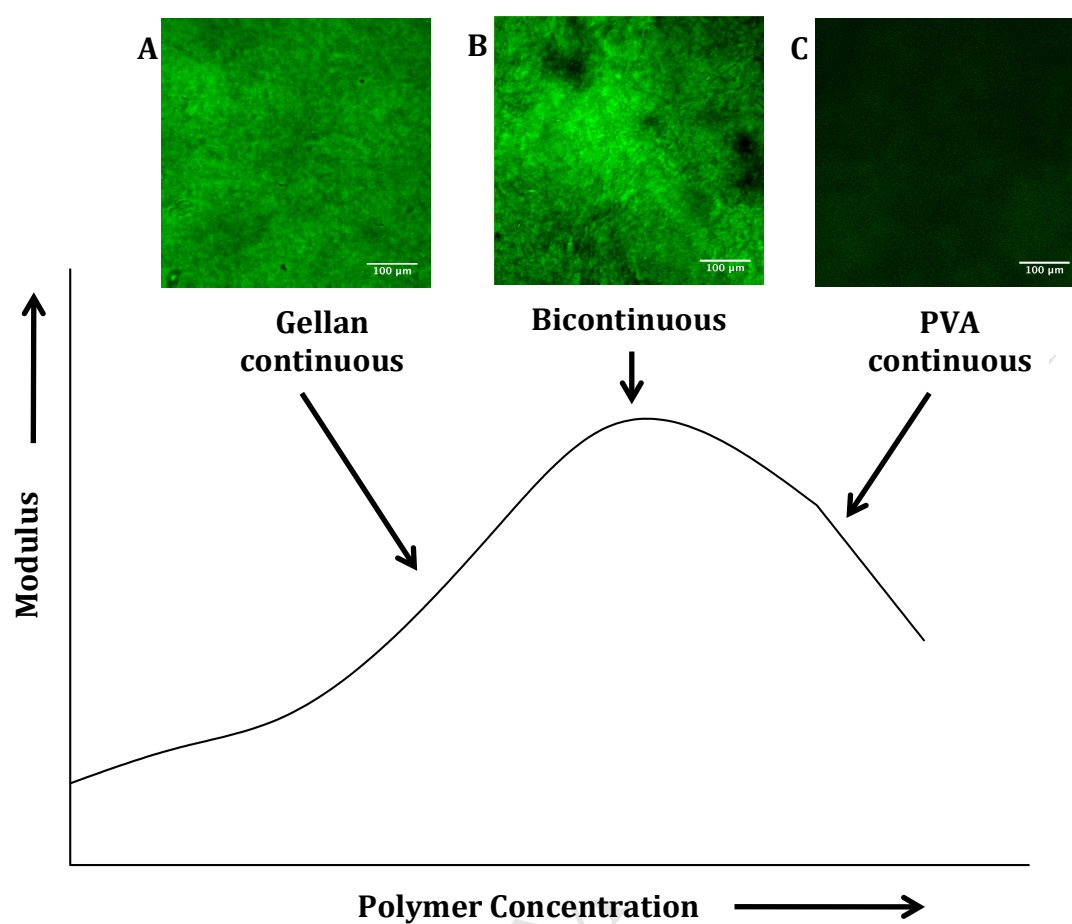 A
B
C
100 µm
100 µm
100 µm
Gellan
continuous
Bicontinuous
PVA
continuous
Modulus
Polymer Concentration